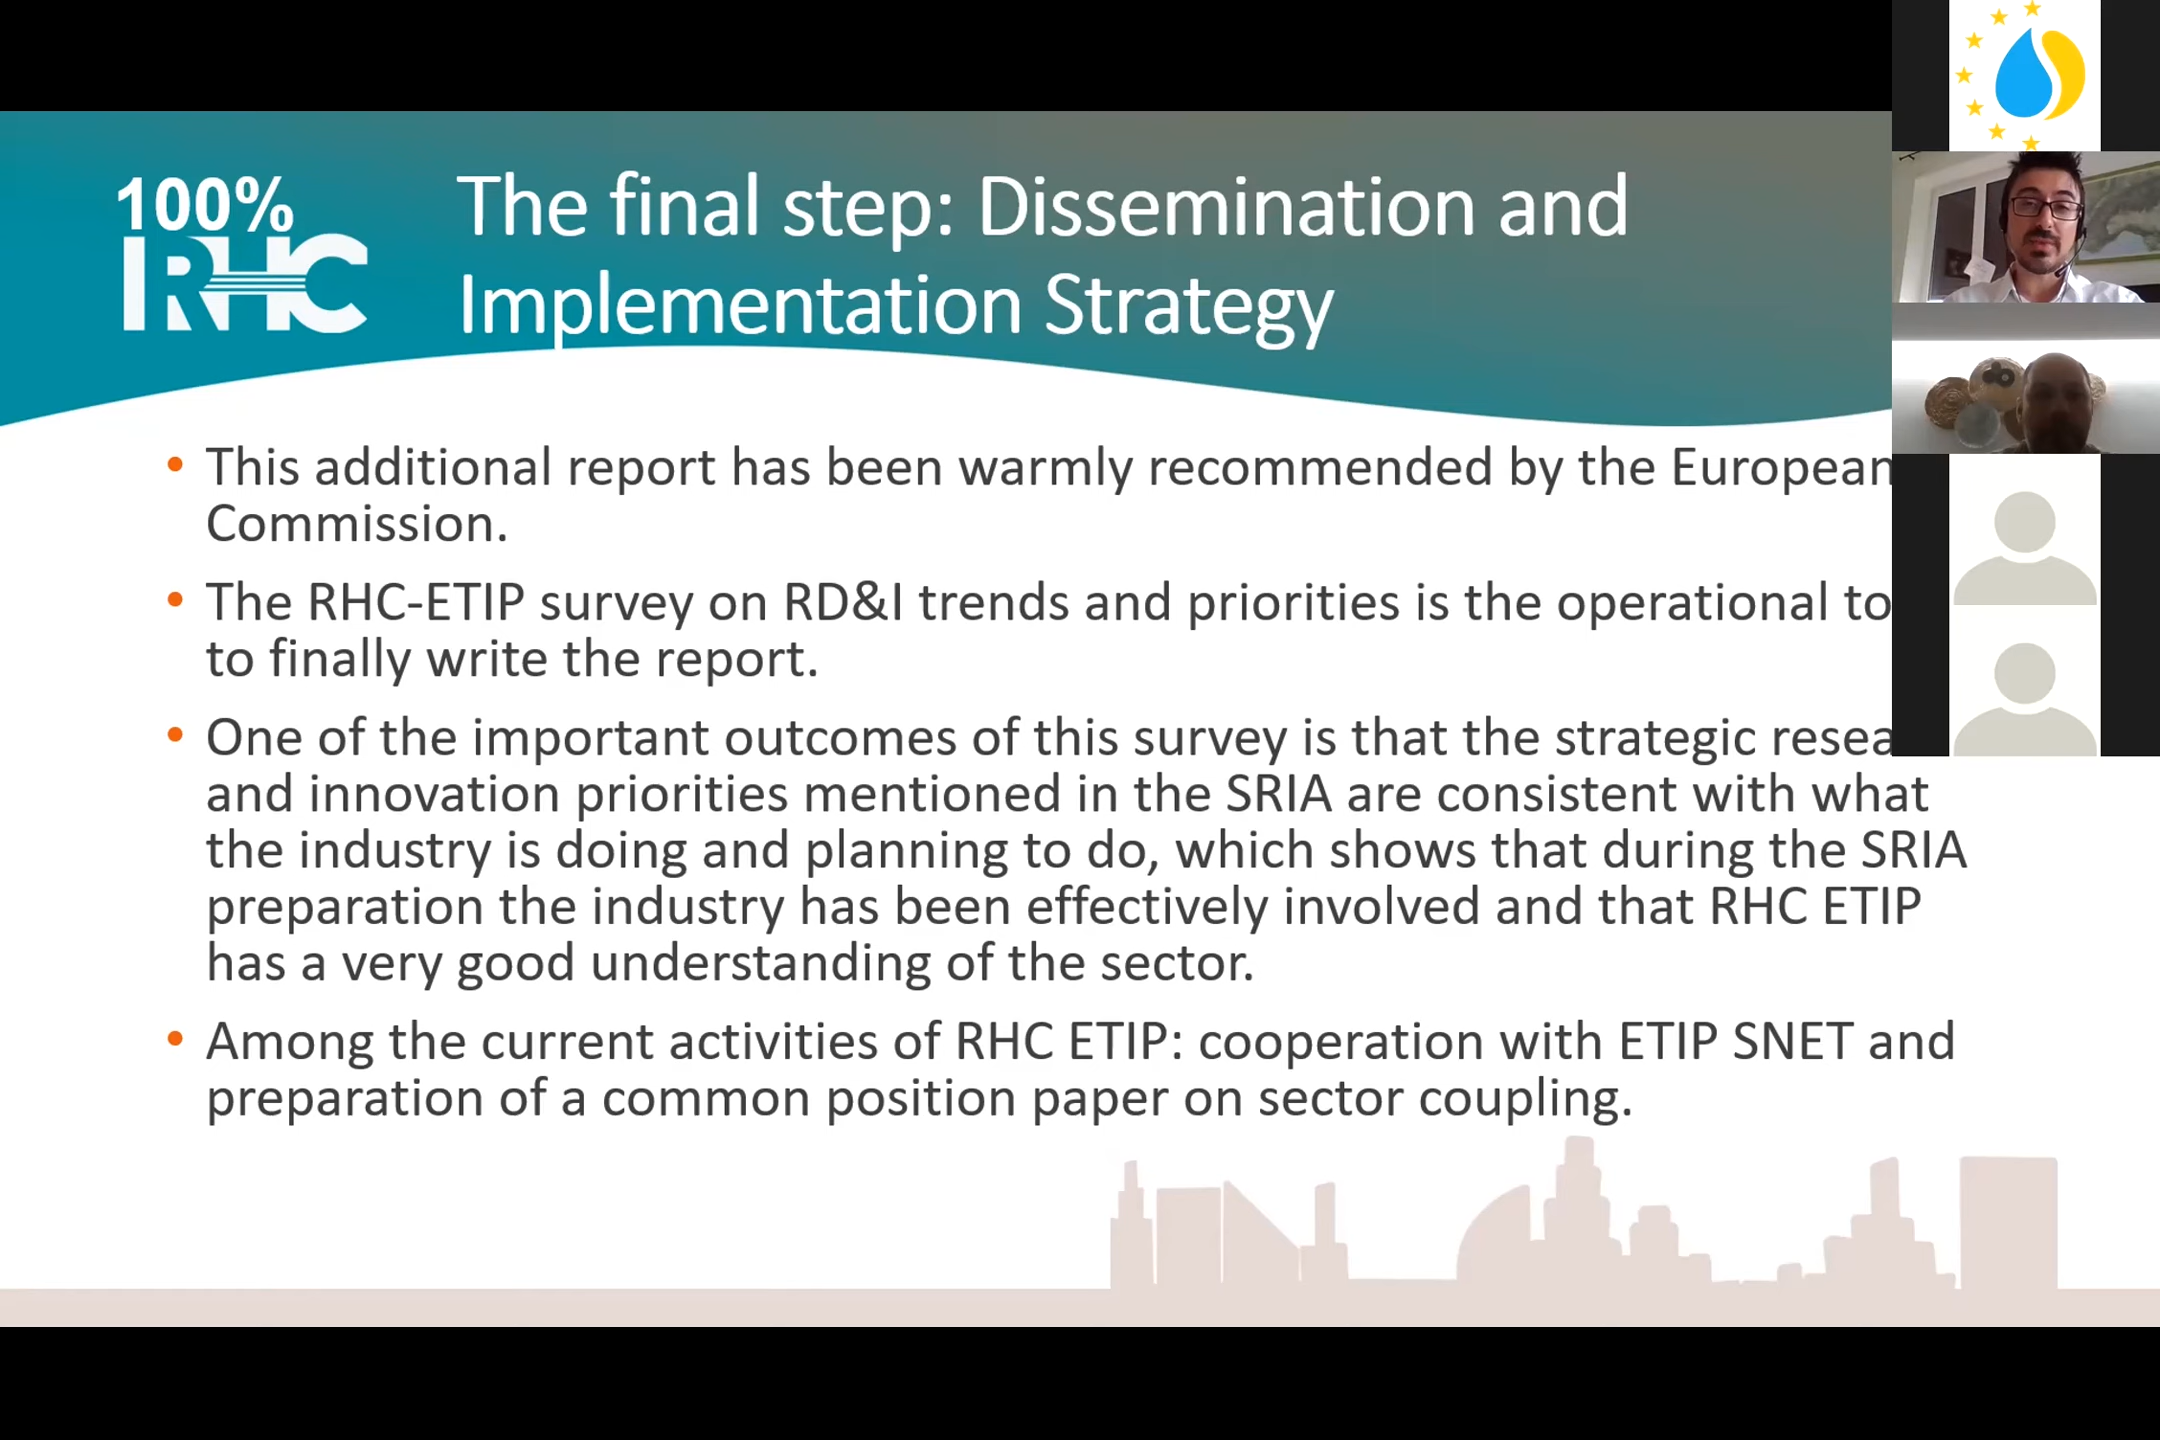 100%
RHC
The final step: Dissemination and
Implementation Strategy
• This additional report has been warmly recommended by the European
Commission.
• The RHC-ETIP survey on RD&I trends and priorities is the operational
to finally write the report.
• One of the important outcomes of this survey is that the strategic
and innovation priorities mentioned in the SRIA are consistent with what
the industry is doing and planning to do, which shows that during the SRIA
preparation the industry has been effectively involved and that RHC ETIP
has a very good understanding of the sector.
• Among the current activities of RHC ETIP: cooperation with ETIP SNET and
preparation of a common position paper on sector coupling.